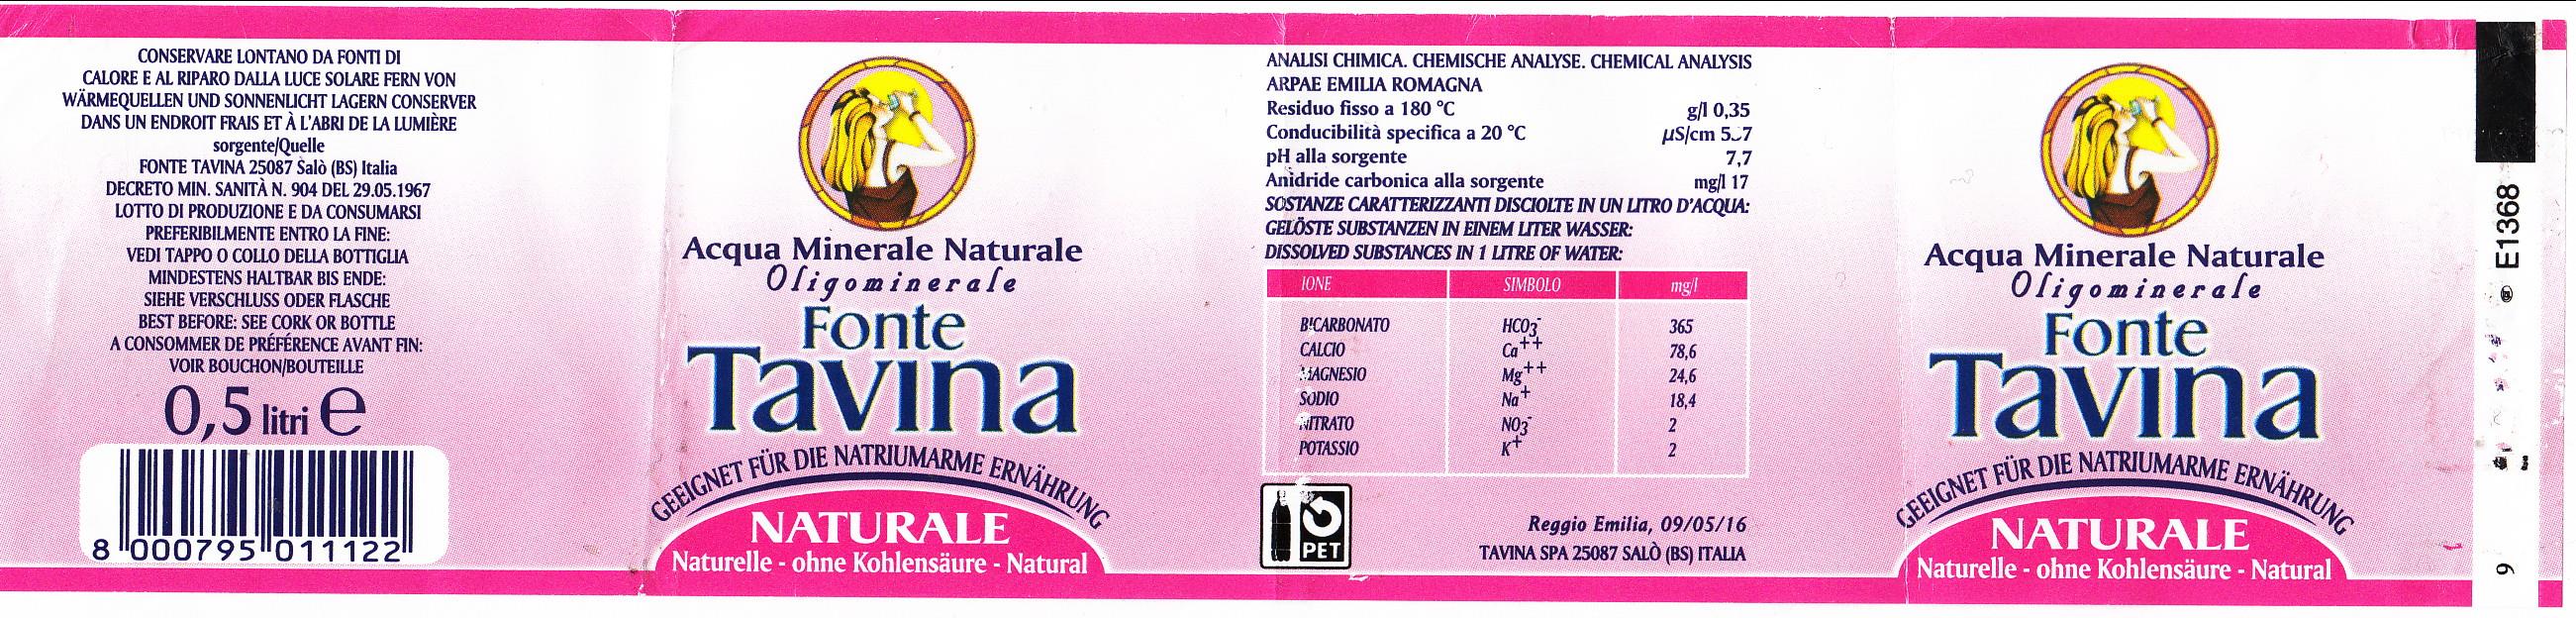 CONSERVARE LONTANO DA FONTI DI
CALORE E AL RIPARO DALLA LUCE SOLARE FERN VON
WÄRMEQUELLEN UND SONNENLICHT LAGERN CONSERVER
DANS UN ENDROIT FRAIS ET À L'ABRI DE LA LUMIÈRE
sorgente/Quelle
FONTE TAVINA 25087 Salò (BS) Italia
DECRETO MIN. SANITÀ N. 904 DEL 29.05.1967
LOTTO DI PRODUZIONE E DA CONSUMARSI
PREFERIBILMENTE ENTRO LA FINE:
VEDI TAPPO O COLLO DELLA BOTTIGLIA
MINDESTENS HALTBAR BIS ENDE:
SIEHE VERSCHLUSS ODER FLASCHE
BEST BEFORE: SEE CORK OR BOTTLE
A CONSOMMER DE PRÉFÉRENCE AVANT FIN:
VOIR BOUCHON/BOUTEILLE
0,5 litri e
8 000795 011122
Acqua Minerale Naturale
Oligominerale
Fonte
Tavina
GEEIGNET FÜR DIE NATRIUMARME ERNÄHRUNG
NATURALE
Naturelle - ohne Kohlensäure - Natural
ANALISI CHIMICA. CHEMISCHE ANALYSE. CHEMICAL ANALYSIS
ARPAE EMILIA ROMAGNA
Residuo fisso a 180 °C g/l 0,35
Conducibilità specifica a 20 °C µS/cm
pH alla sorgente 7,7
Anidride carbonica alla sorgente mg/l 17
SOSTANZE CARATTERIZZANTI DISCIOLTE IN UN LITRO D'ACQUA:
GELÖSTE SUBSTANZEN IN EINEM LITER WASSER:
DISSOLVED SUBSTANCES IN 1 LITRE OF WATER:
IONE SIMBOLO mg/l
BICARBONATO HCO3- 365
CALCIO Ca++ 78,6
MAGNESIO Mg++ 24,6
SODIO Na+ 18,4
NITRATO NO3- 2
POTASSIO K+ 2
PET
Reggio Emilia, 09/05/16
TAVINA SPA 25087 SALÒ (BS) ITALIA
Acqua Minerale Naturale
Oligominerale
Fonte
Tavina
GEEIGNET FÜR DIE NATRIUMARME ERNÄHRUNG
NATURALE
Naturelle - ohne Kohlensäure - Natural
E1368
9